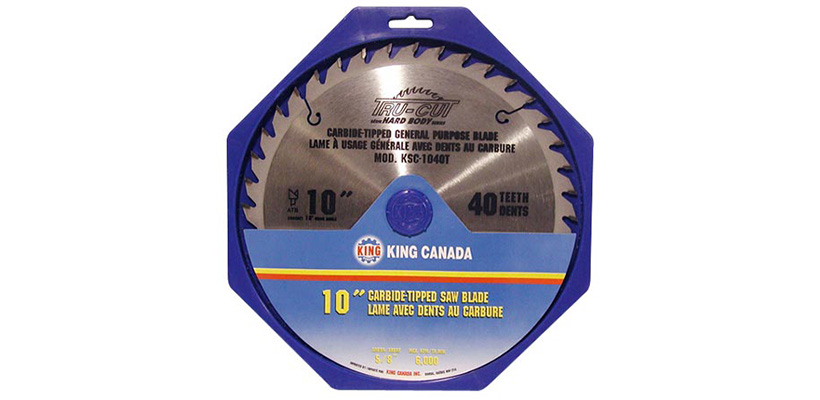 TRU-CUT
HARD BODY SERIES
CARBIDE-TIPPED GENERAL PURPOSE BLADE
LAME À USAGE GÉNÉRALE AVEC DENTS AU CARBURE
MOD. KSC-1040T
ATB
10"
40 TEETH
DENTS
KING
KING CANADA
10" CARBIDE-TIPPED SAW BLADE
LAME AVEC DENTS AU CARBURE
5/8"
6,000
KING CANADA INC.